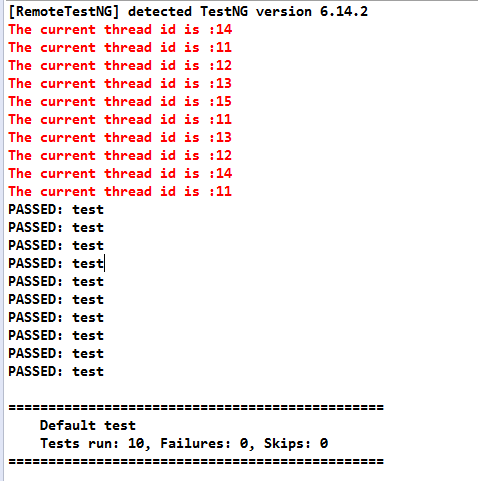 [RemoteTestNG] detected TestNG version 6.14.2
The current thread id is :14
The current thread id is :11
The current thread id is :12
The current thread id is :13
The current thread id is :15
The current thread id is :11
The current thread id is :13
The current thread id is :12
The current thread id is :14
The current thread id is :11
PASSED: test
PASSED: test
PASSED: test
PASSED: test
PASSED: test
PASSED: test
PASSED: test
PASSED: test
PASSED: test
PASSED: test
===============================================
    Default test
    Tests run: 10, Failures: 0, Skips: 0
===============================================